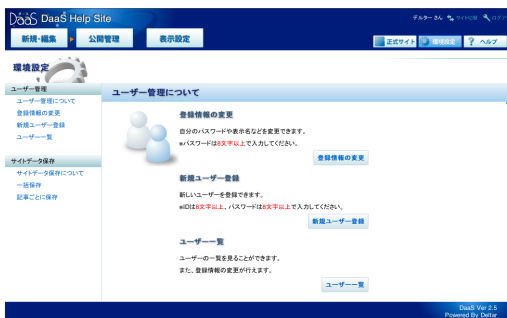 DaaS DaaS Help Site
デルター さん
新規・編集
公開管理
表示設定
正式サイト
環境設定
ヘルプ
環境設定
ユーザー管理
ユーザー管理について
登録情報の変更
新規ユーザー登録
ユーザー一覧
サイトデータ保存
サイトデータ保存について
一括保存
記事ごとに保存
ユーザー管理について
登録情報の変更
自分のパスワードや表示名などを変更できます。
※パスワードは8文字以上で入力してください。
登録情報の変更
新規ユーザー登録
新しいユーザーを登録できます。
※IDは6文字以上、パスワードは8文字以上で入力してください。
新規ユーザー登録
ユーザー一覧
ユーザーの一覧を見ることができます。
また、登録情報の変更が行えます。
ユーザー一覧
DaaS Ver 2.5
Powered By Dellar